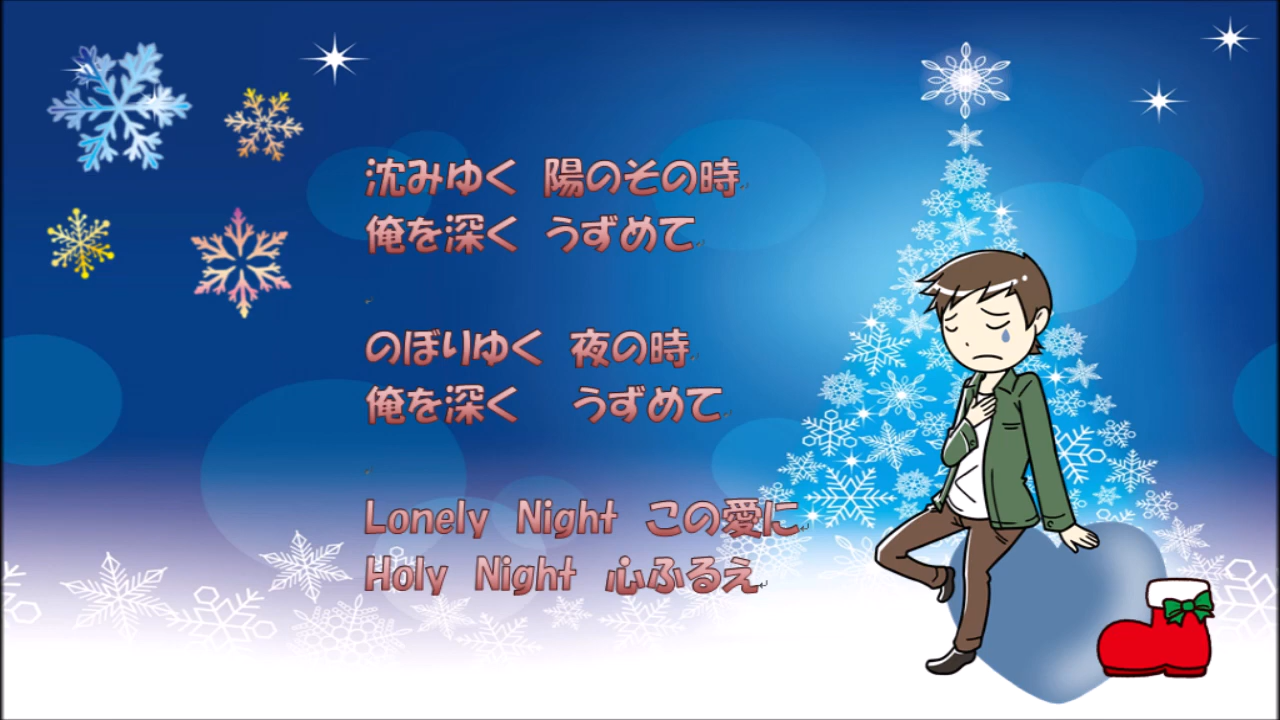 沈みゆく 陽のその時
俺を深く うずめて
のぼりゆく 夜の時
俺を深く うずめて
Lonely Night この愛に
Holy Night 心ふるえ